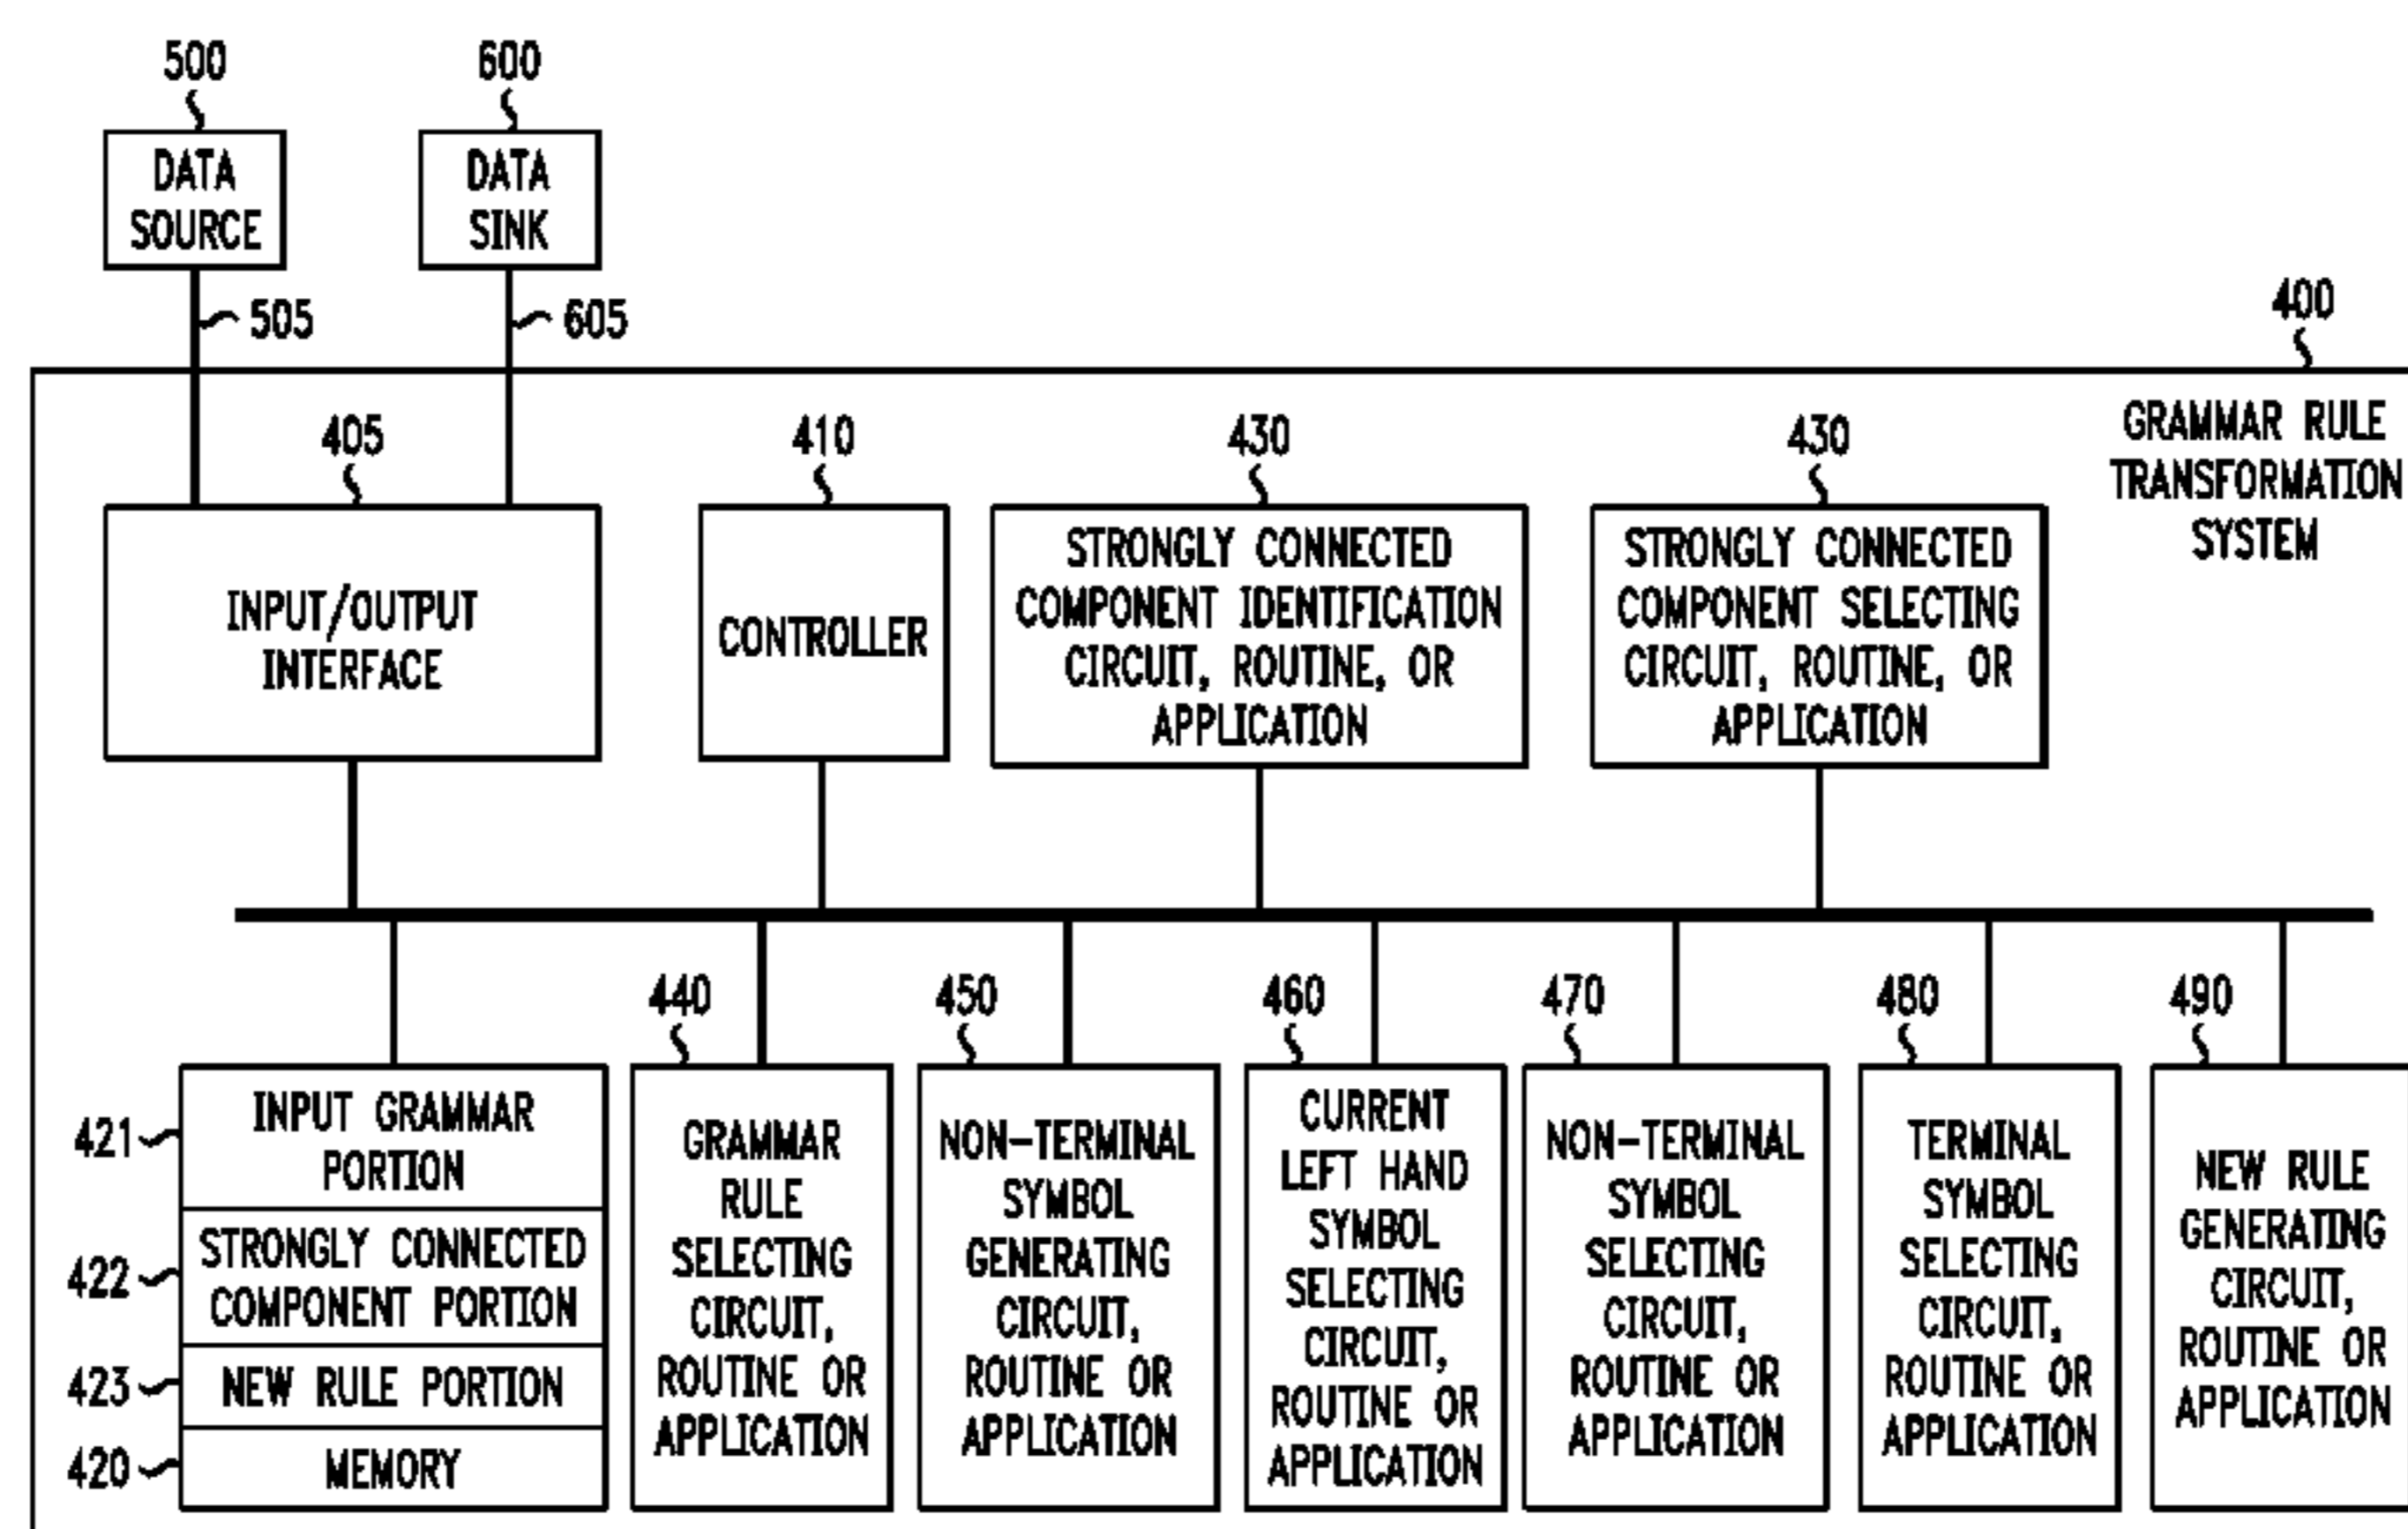 500
600
DATA
SOURCE
DATA
SINK
505
605
400
GRAMMAR RULE
TRANSFORMATION
SYSTEM
405
410
430
430
INPUT/OUTPUT
INTERFACE
CONTROLLER
STRONGLY CONNECTED
COMPONENT IDENTIFICATION
CIRCUIT, ROUTINE, OR
APPLICATION
STRONGLY CONNECTED
COMPONENT SELECTING
CIRCUIT, ROUTINE, OR
APPLICATION
440
450
460
470
480
490
421
INPUT GRAMMAR
PORTION
422
STRONGLY CONNECTED
COMPONENT PORTION
423
NEW RULE PORTION
420
MEMORY
GRAMMAR
RULE
SELECTING
CIRCUIT,
ROUTINE OR
APPLICATION
NON-TERMINAL
SYMBOL
GENERATING
CIRCUIT,
ROUTINE OR
APPLICATION
CURRENT
LEFT HAND
SYMBOL
SELECTING
CIRCUIT,
ROUTINE OR
APPLICATION
NON-TERMINAL
SYMBOL
SELECTING
CIRCUIT,
ROUTINE OR
APPLICATION
TERMINAL
SYMBOL
SELECTING
CIRCUIT,
ROUTINE OR
APPLICATION
NEW RULE
GENERATING
CIRCUIT,
ROUTINE OR
APPLICATION